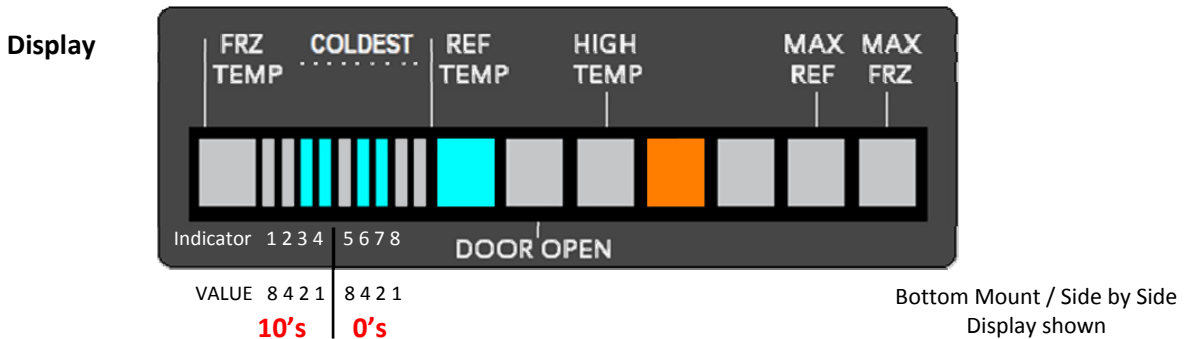 Display
FRZ TEMP
COLDEST
REF TEMP
HIGH TEMP
MAX REF
MAX FRZ
Indicator 1 2 3 4 5 6 7 8
DOOR OPEN
VALUE 8 4 2 1 8 4 2 1
10’s 0’s
Bottom Mount / Side by Side
Display shown